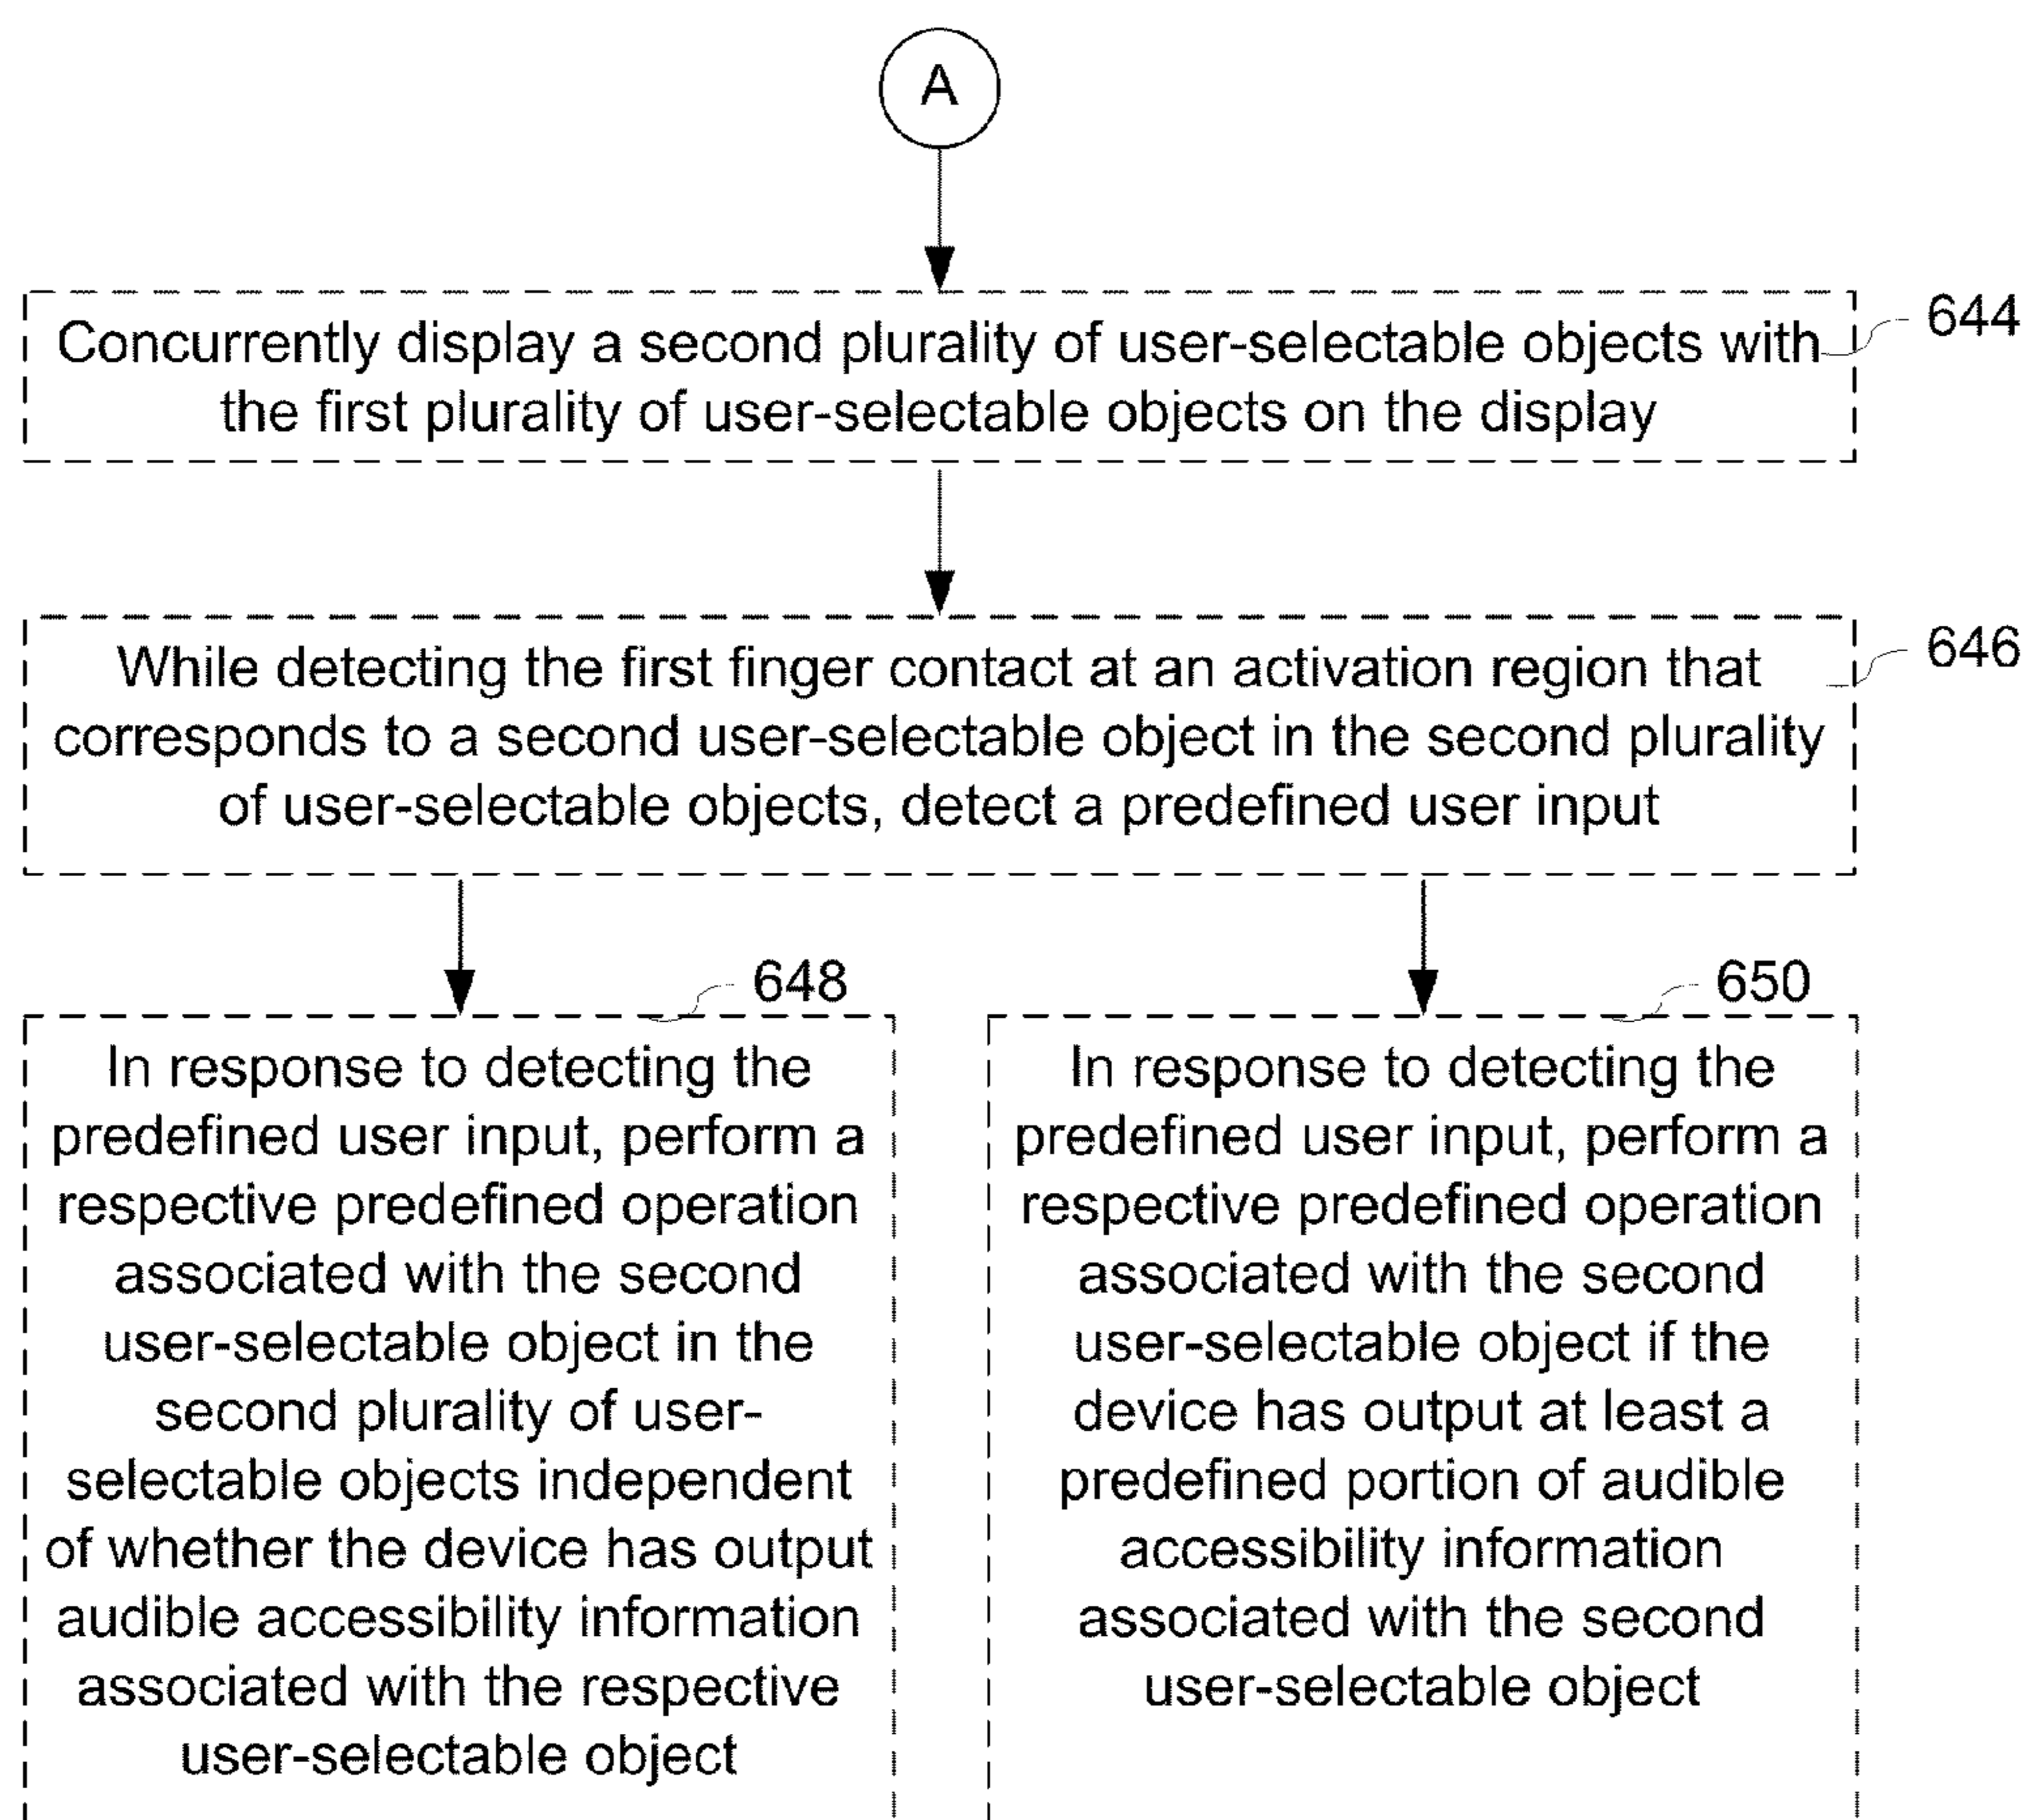 A
Concurrently display a second plurality of user-selectable objects with
the first plurality of user-selectable objects on the display
644
While detecting the first finger contact at an activation region that
corresponds to a second user-selectable object in the second plurality
of user-selectable objects, detect a predefined user input
646
648
In response to detecting the
predefined user input, perform a
respective predefined operation
associated with the second
user-selectable object in the
second plurality of user-
selectable objects independent
of whether the device has output
audible accessibility information
associated with the respective
user-selectable object
650
In response to detecting the
predefined user input, perform a
respective predefined operation
associated with the second
user-selectable object if the
device has output at least a
predefined portion of audible
accessibility information
associated with the second
user-selectable object